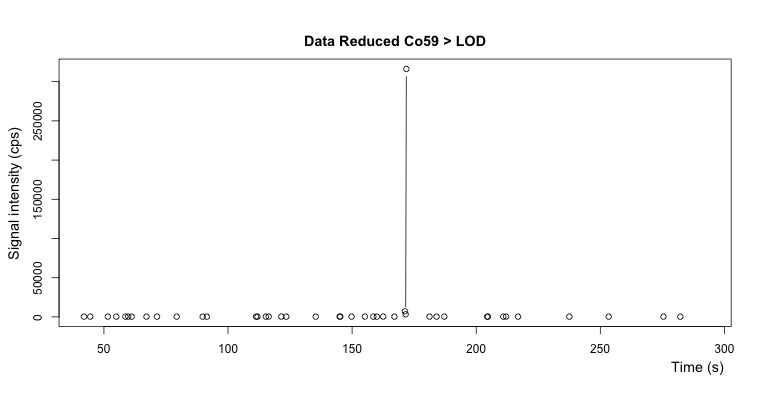 Data Reduced Co59 > LOD
Signal intensity (cps)
250000
150000
50000
0
50 100 150 200 250 300
Time (s)